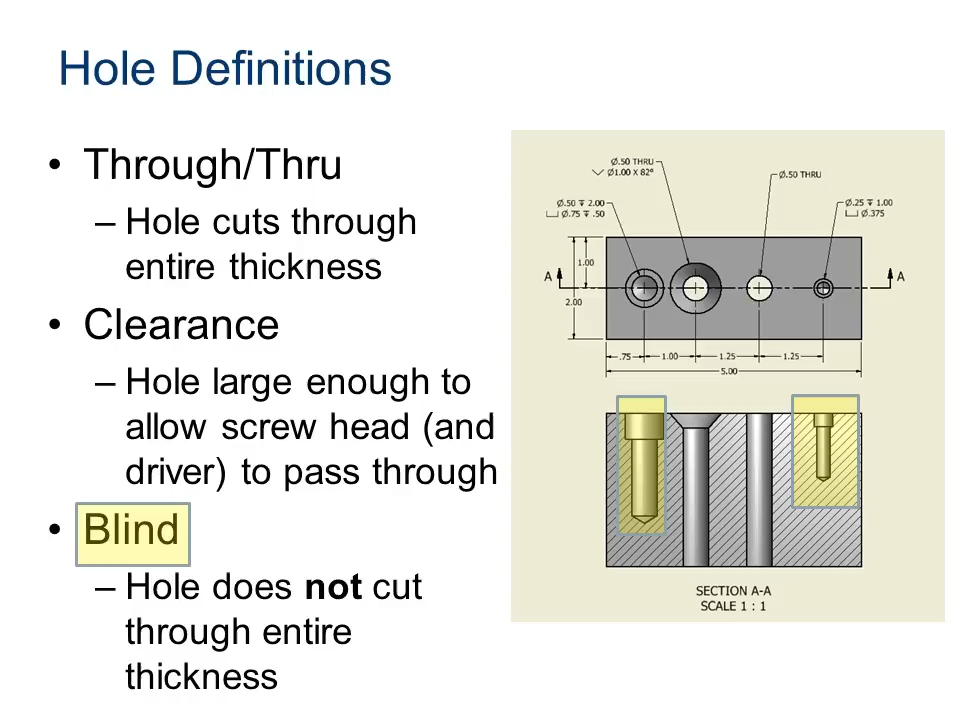 Hole Definitions
• Through/Thru
– Hole cuts through
entire thickness
• Clearance
– Hole large enough to
allow screw head (and
driver) to pass through
• Blind
– Hole does not cut
through entire
thickness
Ø.50 THRU
⌵ Ø1.00 X 82°
Ø.50 THRU
Ø.50 ↧ 2.00
⌴ Ø.75 ↧ .50
Ø.25 ↧ 1.00
⌴ Ø.375
1.00
A
A
2.00
.75
1.00
1.25
1.25
5.00
SECTION A-A
SCALE 1 : 1